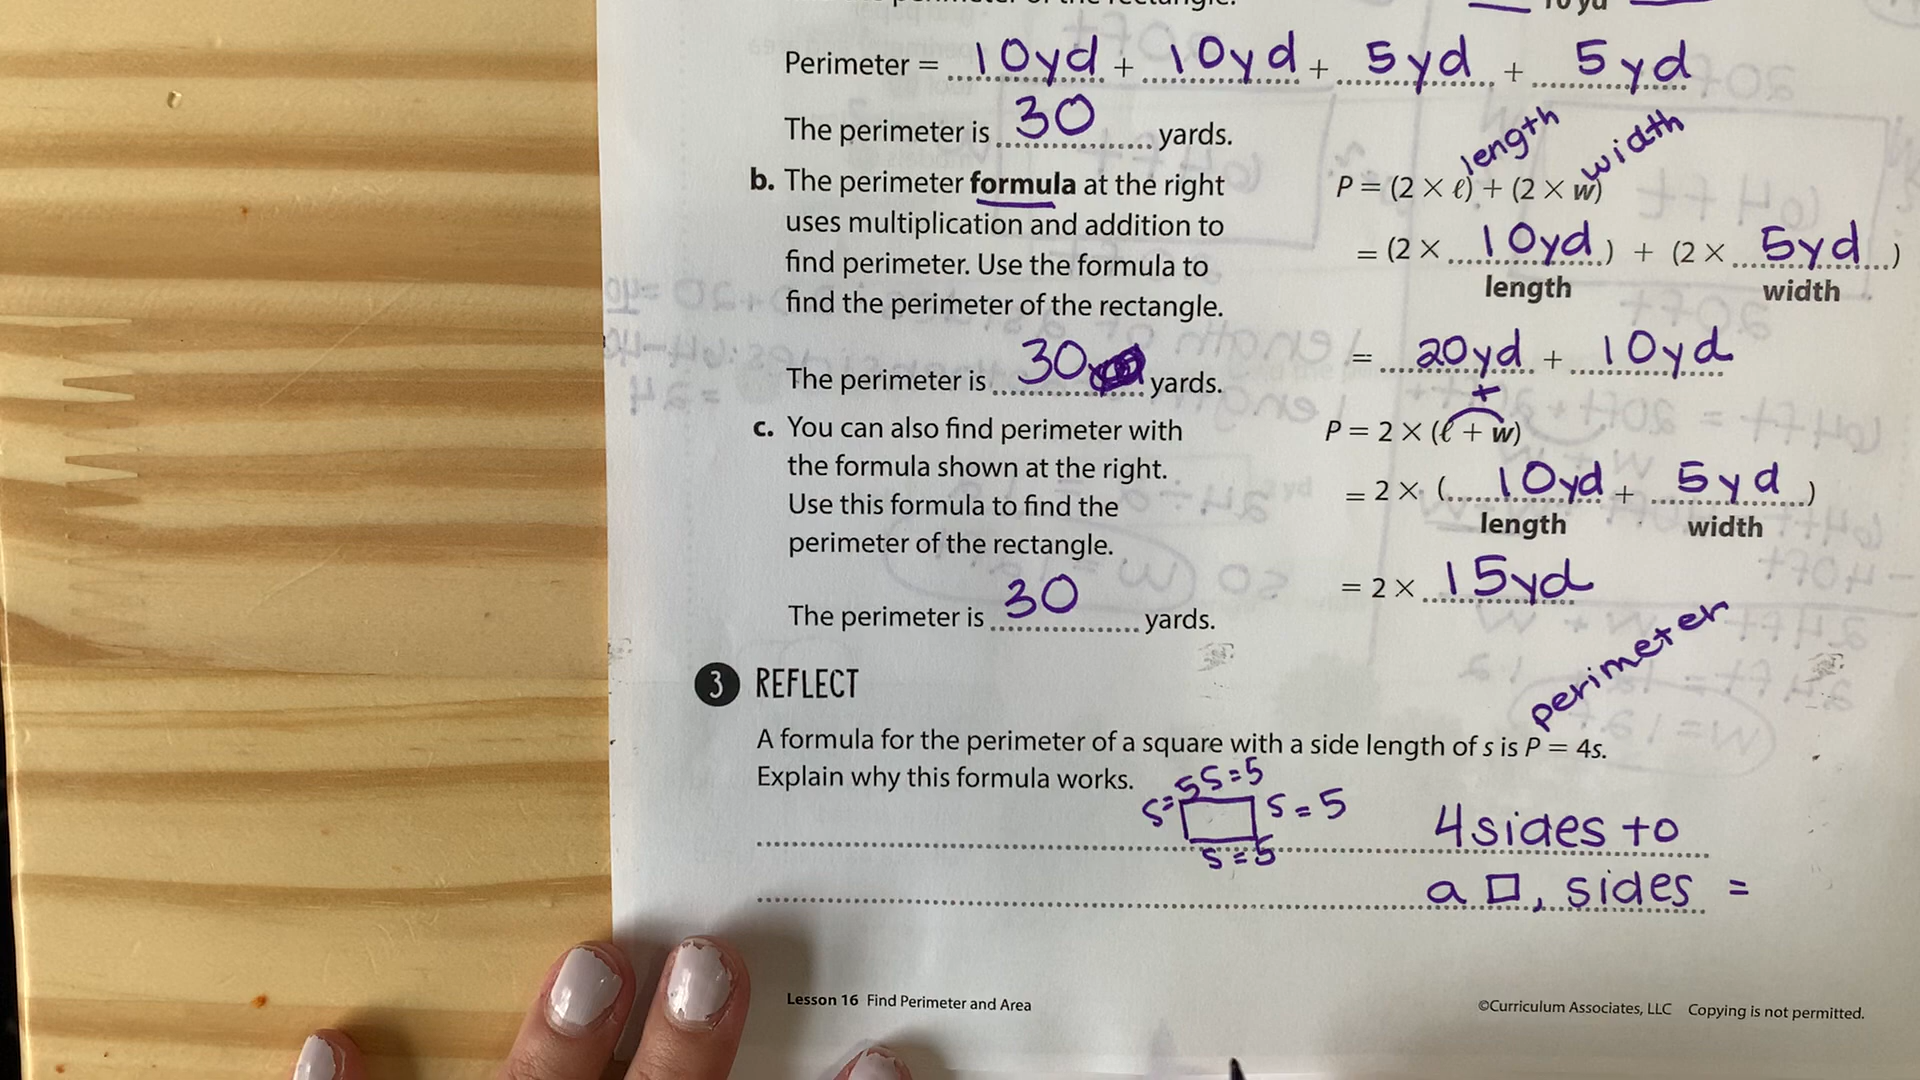 10 yd
Perimeter = 10yd + 10yd + 5yd + 5yd
The perimeter is 30 yards.
b. The perimeter formula at the right
uses multiplication and addition to
find perimeter. Use the formula to
find the perimeter of the rectangle.
The perimeter is 30 yards.
length width
P = (2 × ℓ) + (2 × w)
= (2 × 10yd) + (2 × 5yd)
length width
= 20yd + 10yd
c. You can also find perimeter with
the formula shown at the right.
Use this formula to find the
perimeter of the rectangle.
The perimeter is 30 yards.
+
P = 2 × (ℓ + w)
= 2 × (10yd + 5yd)
length width
= 2 × 15yd
3 REFLECT
perimeter
A formula for the perimeter of a square with a side length of s is P = 4s.
Explain why this formula works.
S=5 S=5
S=5
S=5
4 sides to
a □, sides =
Lesson 16 Find Perimeter and Area
©Curriculum Associates, LLC Copying is not permitted.